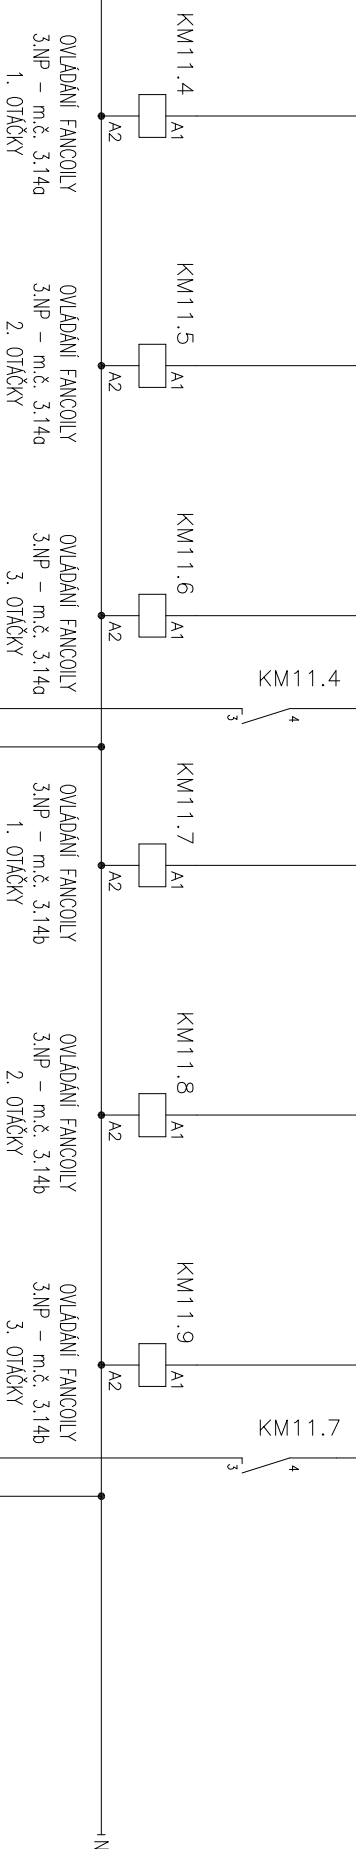 KM11.4
A1
A2
OVLÁDÁNÍ FANCOILY
3.NP – m.č. 3.14a
1. OTÁČKY
KM11.5
A1
A2
OVLÁDÁNÍ FANCOILY
3.NP – m.č. 3.14a
2. OTÁČKY
KM11.6
A1
A2
OVLÁDÁNÍ FANCOILY
3.NP – m.č. 3.14a
3. OTÁČKY
KM11.4
4
3
KM11.7
A1
A2
OVLÁDÁNÍ FANCOILY
3.NP – m.č. 3.14b
1. OTÁČKY
KM11.8
A1
A2
OVLÁDÁNÍ FANCOILY
3.NP – m.č. 3.14b
2. OTÁČKY
KM11.9
A1
A2
OVLÁDÁNÍ FANCOILY
3.NP – m.č. 3.14b
3. OTÁČKY
KM11.7
4
3
N